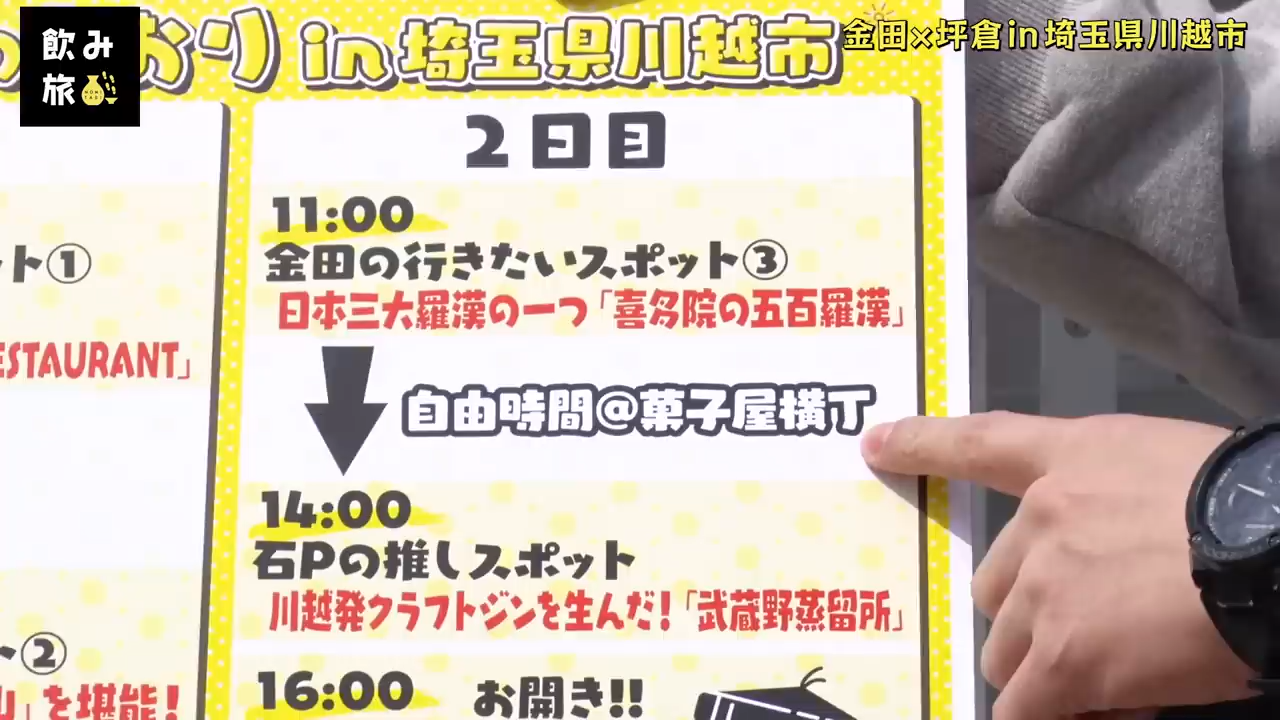 飲み旅
おり in 埼玉県川越市
金田×坪倉in埼玉県川越市
ット①
ESTAURANT」
ト②
山」を堪能!
2日目
11:00
金田の行きたいスポット③
日本三大羅漢の一つ「喜多院の五百羅漢」
自由時間@菓子屋横丁
14:00
石Pの推しスポット
川越発クラフトジンを生んだ!「武蔵野蒸留所」
16:00 お開き!!